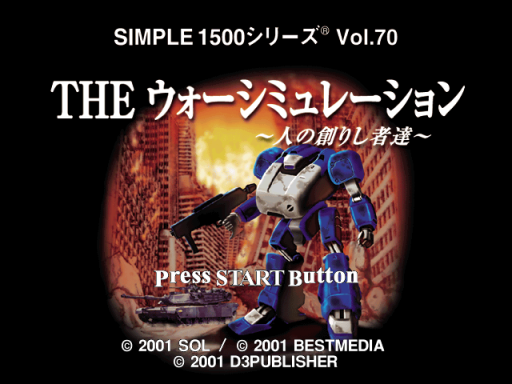 SIMPLE 1500シリーズ® Vol.70
THE ウォーシミュレーション
～人の創りし者達～
Press START Button
© 2001 SOL / © 2001 BESTMEDIA
© 2001 D3PUBLISHER